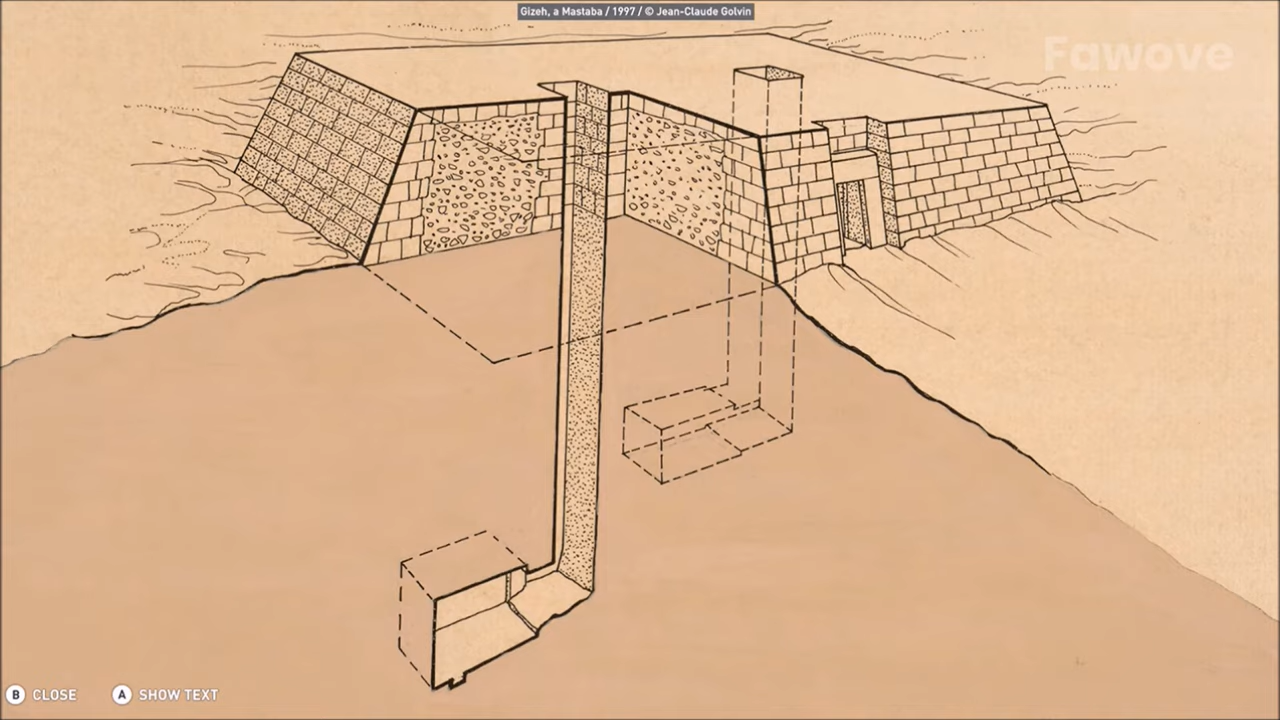 Gizeh, a Mastaba / 1997 / © Jean-Claude Golvin
Fawove
B CLOSE A SHOW TEXT